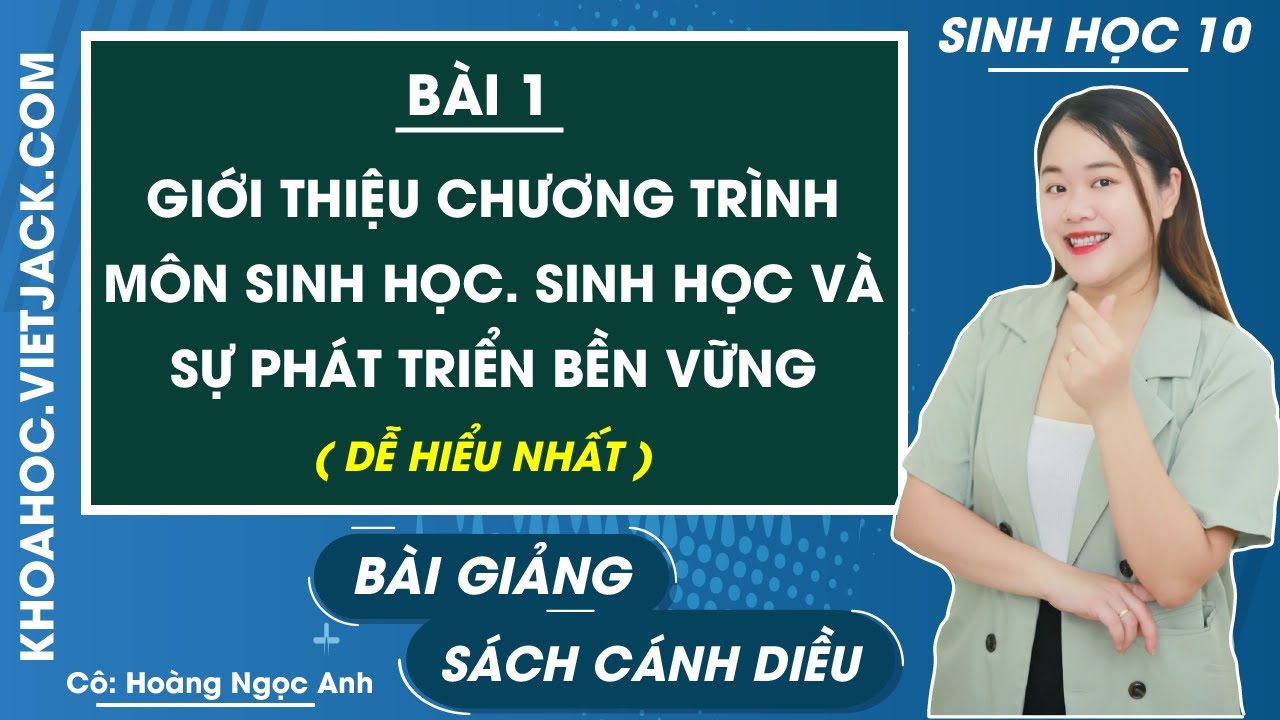 SINH HỌC 10
KHOAHOC.VIETJACK.COM
BÀI 1
GIỚI THIỆU CHƯƠNG TRÌNH
MÔN SINH HỌC. SINH HỌC VÀ
SỰ PHÁT TRIỂN BỀN VỮNG
( DỄ HIỂU NHẤT )
BÀI GIẢNG
SÁCH CÁNH DIỀU
Cô: Hoàng Ngọc Anh